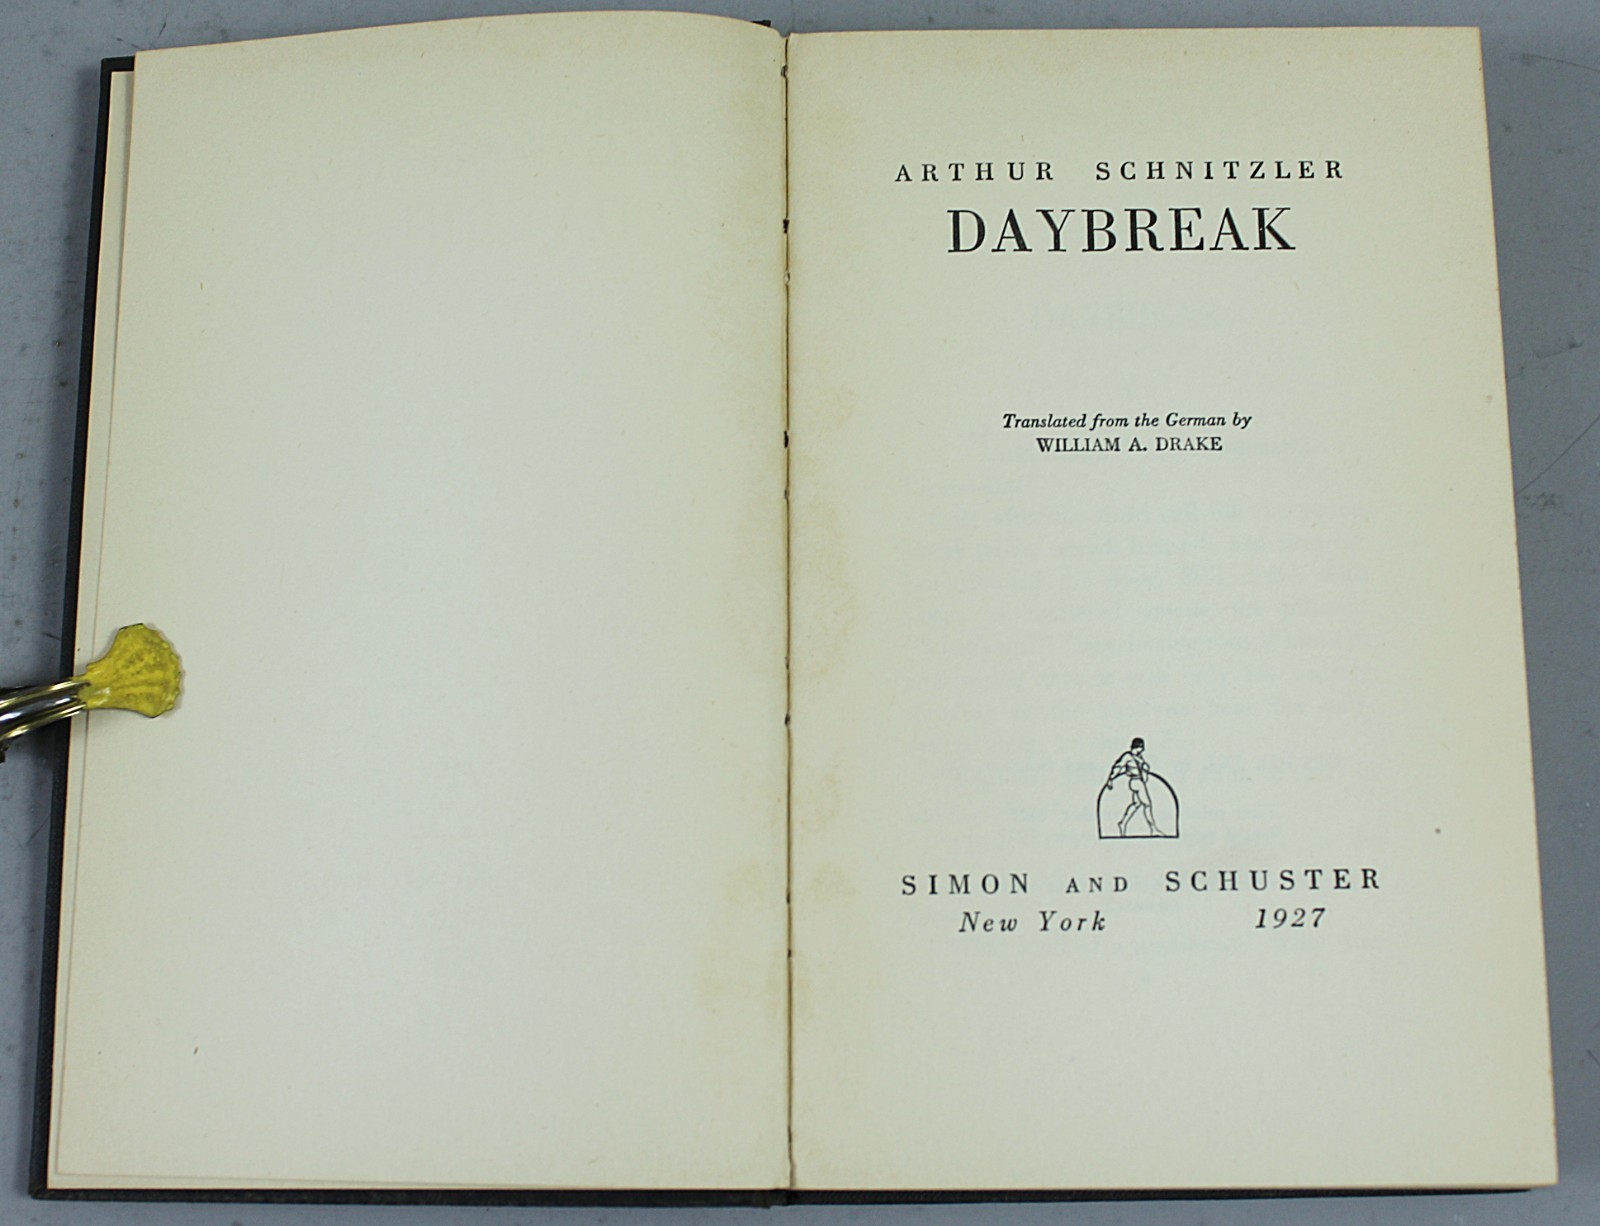 ARTHUR SCHNITZLER
DAYBREAK
Translated from the German by
WILLIAM A. DRAKE
SIMON AND SCHUSTER
New York 1927